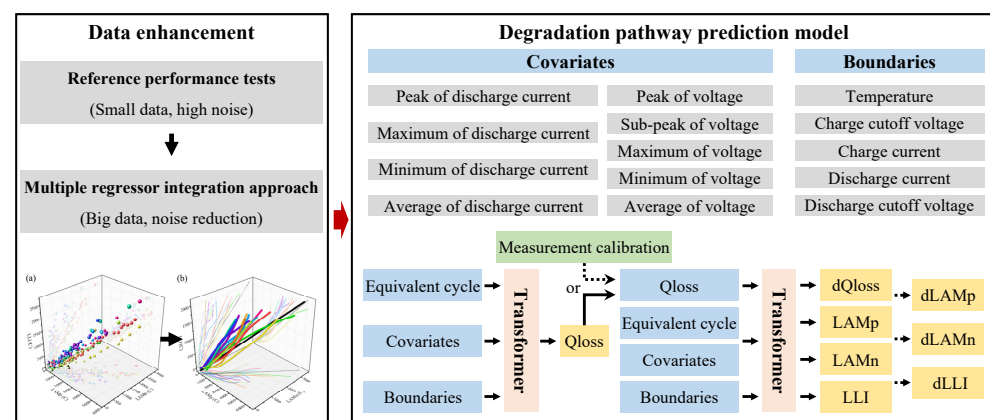 Data enhancement
Reference performance tests
(Small data, high noise)
Multiple regressor integration approach
(Big data, noise reduction)
(a)
(b)
Degradation pathway prediction model
Covariates
Boundaries
Peak of discharge current
Maximum of discharge current
Minimum of discharge current
Average of discharge current
Peak of voltage
Sub-peak of voltage
Maximum of voltage
Minimum of voltage
Average of voltage
Temperature
Charge cutoff voltage
Charge current
Discharge current
Discharge cutoff voltage
Measurement calibration
or
Equivalent cycle
Covariates
Boundaries
Transformer
Qloss
Qloss
Equivalent cycle
Covariates
Boundaries
Transformer
dQloss
LAMp
LAMn
LLI
dLAMp
dLAMn
dLLI